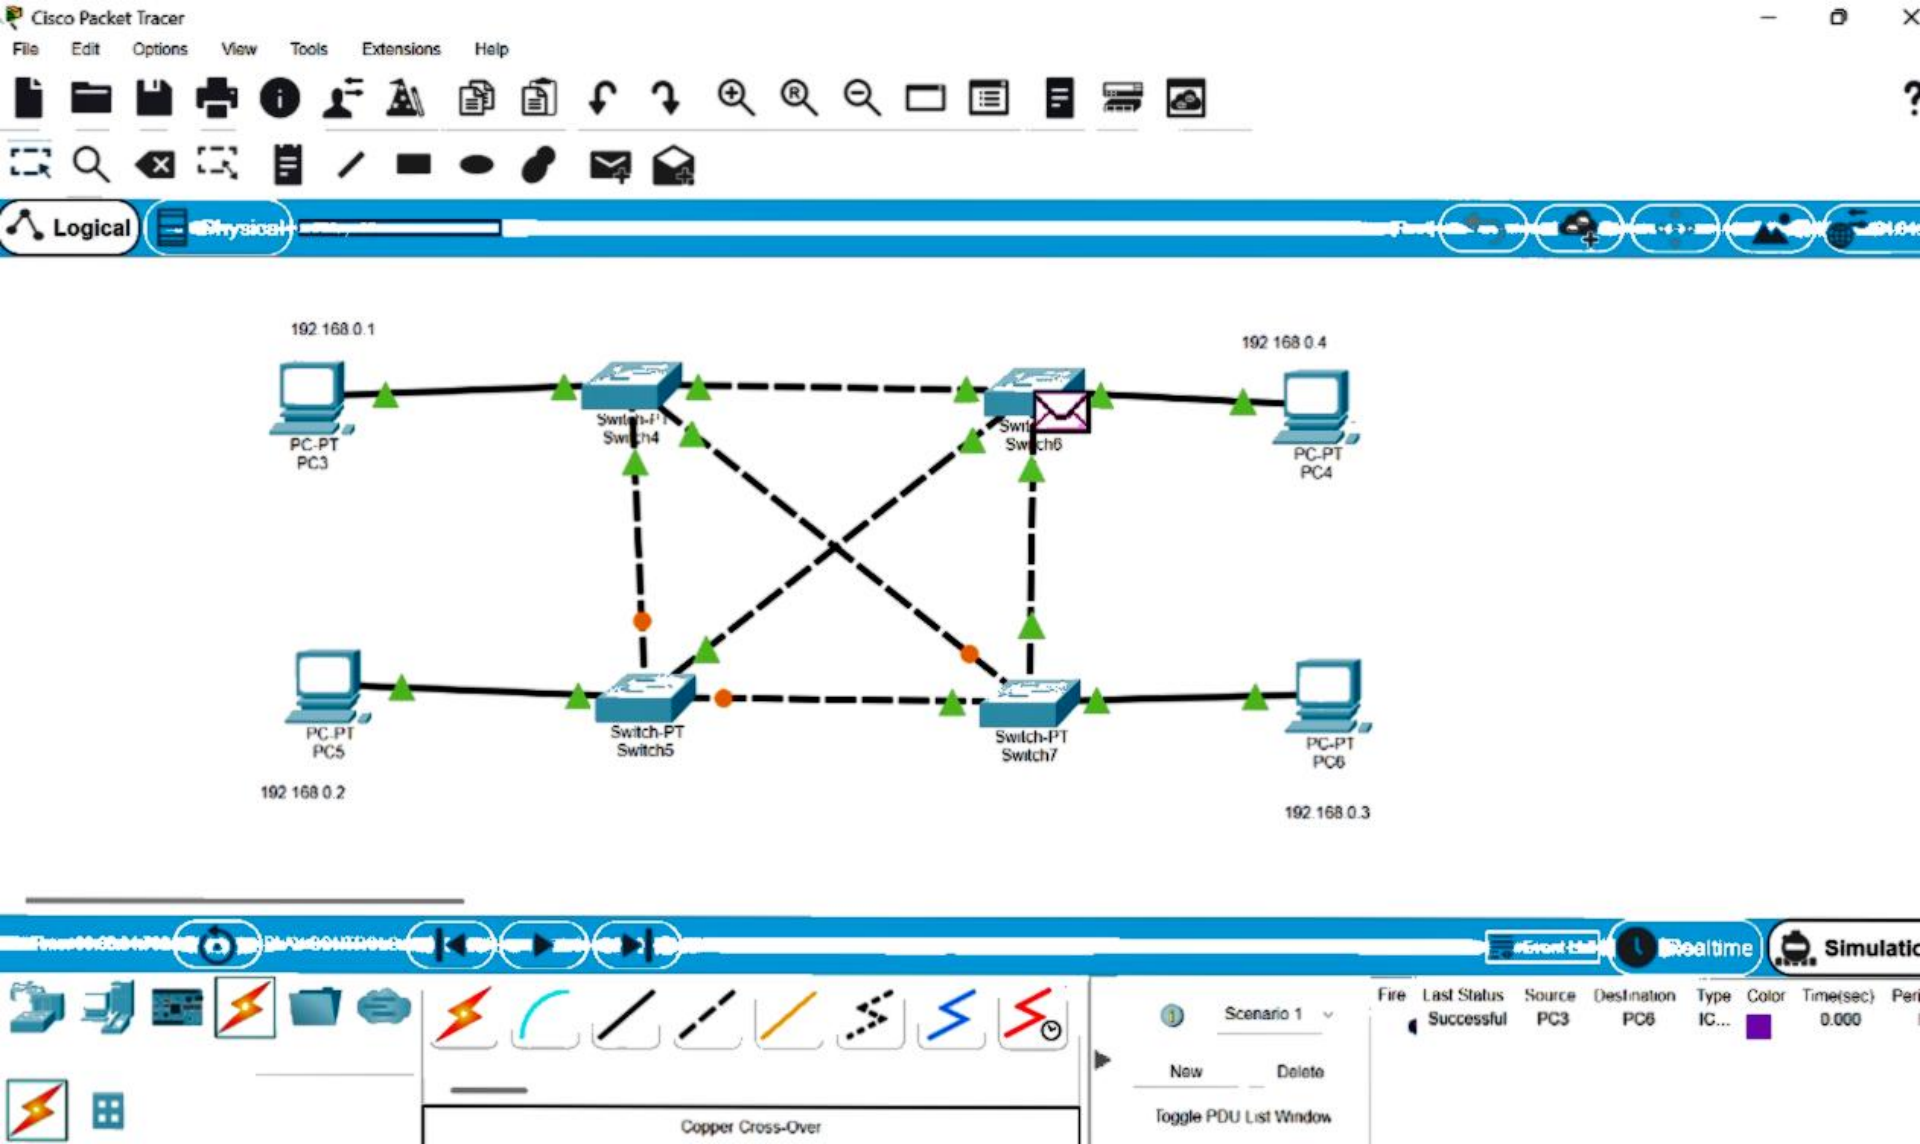 Cisco Packet Tracer
File Edit Options View Tools Extensions Help
Logical Physical
192.168.0.1
192 168 0.4
Switch-PT
Switch4
Switch6
PC-PT
PC3
PC-PT
PC4
PC-PT
PC5
Switch-PT
Switch5
Switch-PT
Switch7
PC-PT
PC6
192 168 0.2
192.168.0.3
Realtime Simulatio
Scenario 1
Fire Last Status Source Destination Type Color Time(sec) Peri
Successful PC3 PC6 IC... 0.000
New Delete
Toggle PDU List Window
Copper Cross-Over